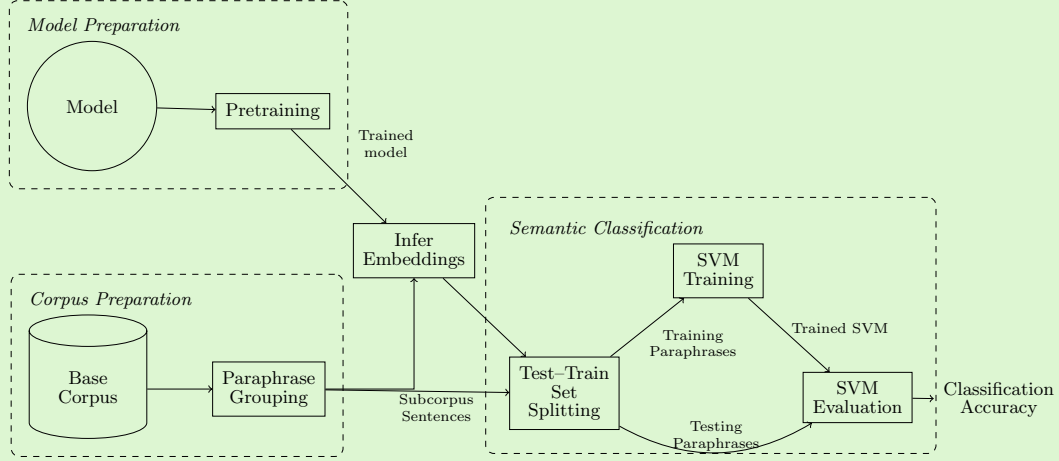 Model Preparation
Model
Pretraining
Trained
model
Infer
Embeddings
Corpus Preparation
Base
Corpus
Paraphrase
Grouping
Subcorpus
Sentences
Semantic Classification
Test–Train
Set
Splitting
SVM
Training
Training
Paraphrases
Trained SVM
Testing
Paraphrases
SVM
Evaluation
Classification
Accuracy